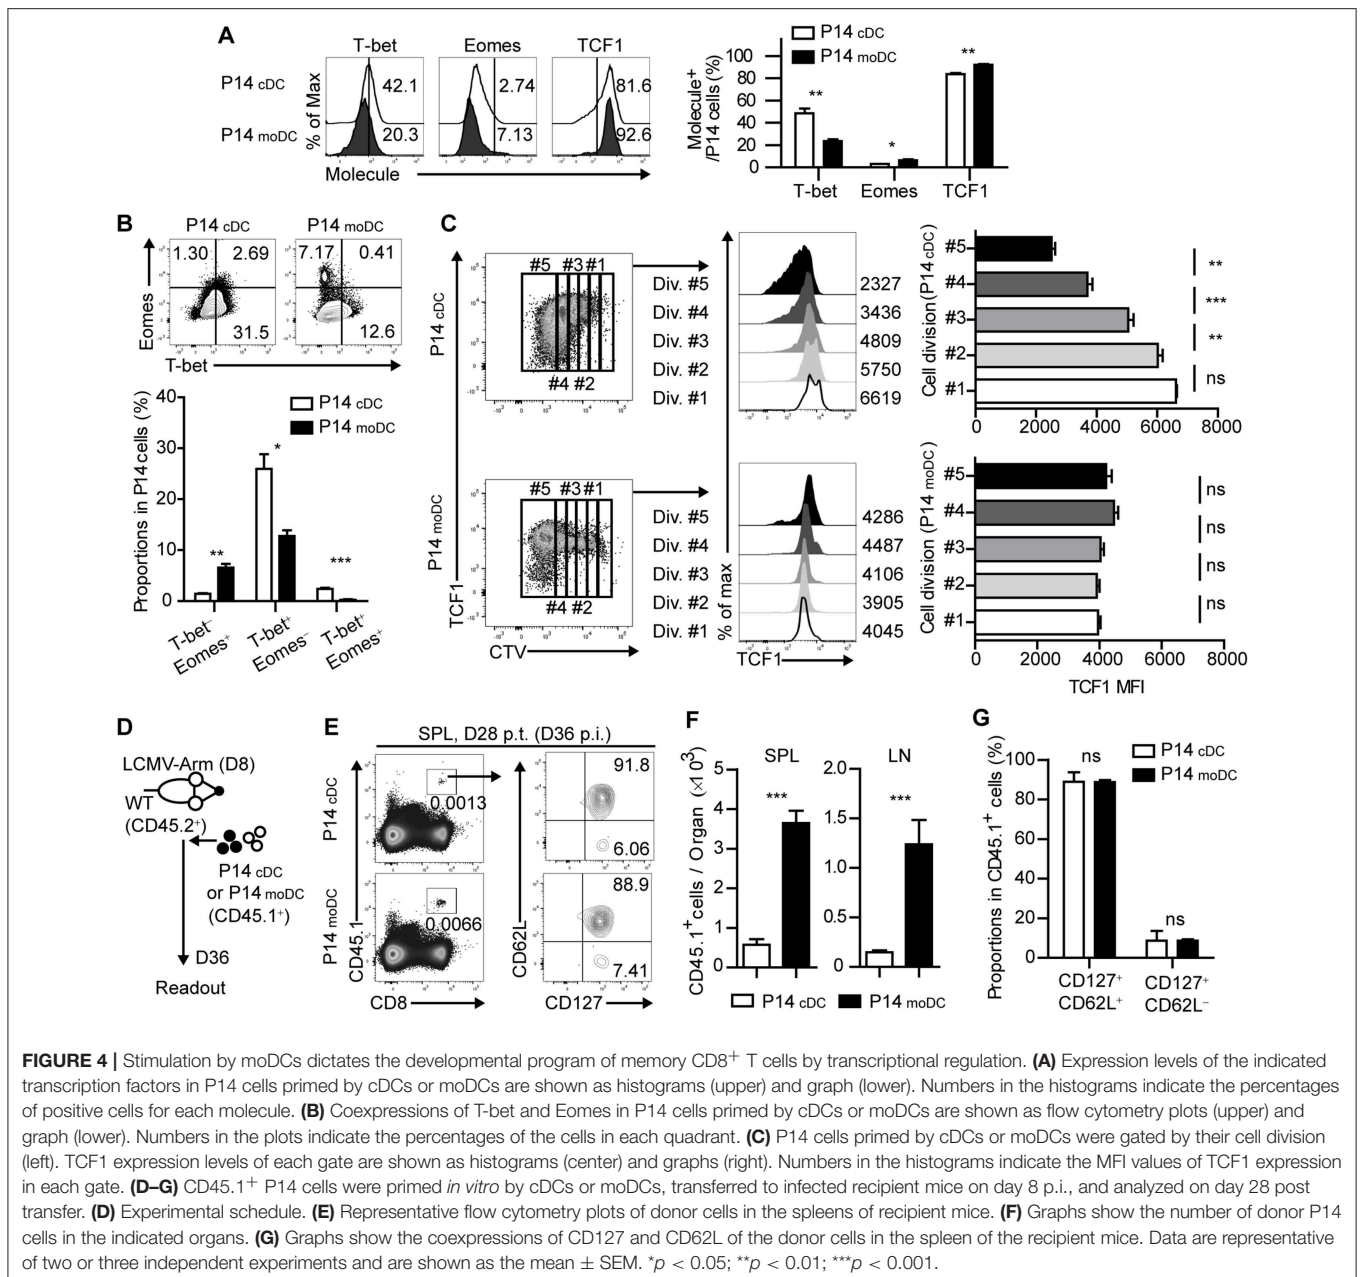 A
T-bet Eomes TCF1
P14 cDC
P14 moDC
% of Max
42.1 2.74 81.6
20.3 7.13 92.6
Molecule
P14 cDC
P14 moDC
Molecule⁺
/P14 cells (%)
100
80
60
40
20
0
** * **
T-bet Eomes TCF1
B
P14 cDC P14 moDC
1.30 2.69 7.17 0.41
31.5 12.6
Eomes
T-bet
Proportions in P14 cells (%)
40
30
20
10
0
P14 cDC
P14 moDC
** * ***
T-bet⁻ Eomes⁺
T-bet⁺ Eomes⁻
T-bet⁺ Eomes⁺
C
P14 cDC
#5 #3 #1
#4 #2
Div. #5 2327
Div. #4 3436
Div. #3 4809
Div. #2 5750
Div. #1 6619
Cell division(P14 cDC)
#5
#4
#3
#2
#1
**
***
**
ns
0 2000 4000 6000 8000
P14 moDC
#5 #3 #1
#4 #2
Div. #5 4286
Div. #4 4487
Div. #3 4106
Div. #2 3905
Div. #1 4045
TCF1
CTV
% of max
TCF1
Cell division (P14 moDC)
#5
#4
#3
#2
#1
ns
ns
ns
ns
0 2000 4000 6000 8000
TCF1 MFI
D
LCMV-Arm (D8)
WT
(CD45.2⁺)
P14 cDC
or P14 moDC
(CD45.1⁺)
D36
Readout
E
SPL, D28 p.t. (D36 p.i.)
P14 cDC
0.0013
91.8
6.06
P14 moDC
0.0066
88.9
7.41
CD45.1
CD8
CD62L
CD127
F
SPL LN
CD45.1⁺cells / Organ (×10³)
5
4
3
2
1
0
***
2.0
1.5
1.0
0.5
0
***
P14 cDC P14 moDC
G
Proportions in CD45.1⁺ cells (%)
100
80
60
40
20
0
P14 cDC
P14 moDC
ns
ns
CD127⁺ CD127⁺
CD62L⁺ CD62L⁻
FIGURE 4 | Stimulation by moDCs dictates the developmental program of memory CD8⁺ T cells by transcriptional regulation. (A) Expression levels of the indicated
transcription factors in P14 cells primed by cDCs or moDCs are shown as histograms (upper) and graph (lower). Numbers in the histograms indicate the percentages
of positive cells for each molecule. (B) Coexpressions of T-bet and Eomes in P14 cells primed by cDCs or moDCs are shown as flow cytometry plots (upper) and
graph (lower). Numbers in the plots indicate the percentages of the cells in each quadrant. (C) P14 cells primed by cDCs or moDCs were gated by their cell division
(left). TCF1 expression levels of each gate are shown as histograms (center) and graphs (right). Numbers in the histograms indicate the MFI values of TCF1 expression
in each gate. (D–G) CD45.1⁺ P14 cells were primed in vitro by cDCs or moDCs, transferred to infected recipient mice on day 8 p.i., and analyzed on day 28 post
transfer. (D) Experimental schedule. (E) Representative flow cytometry plots of donor cells in the spleens of recipient mice. (F) Graphs show the number of donor P14
cells in the indicated organs. (G) Graphs show the coexpressions of CD127 and CD62L of the donor cells in the spleen of the recipient mice. Data are representative
of two or three independent experiments and are shown as the mean ± SEM. *p < 0.05; **p < 0.01; ***p < 0.001.